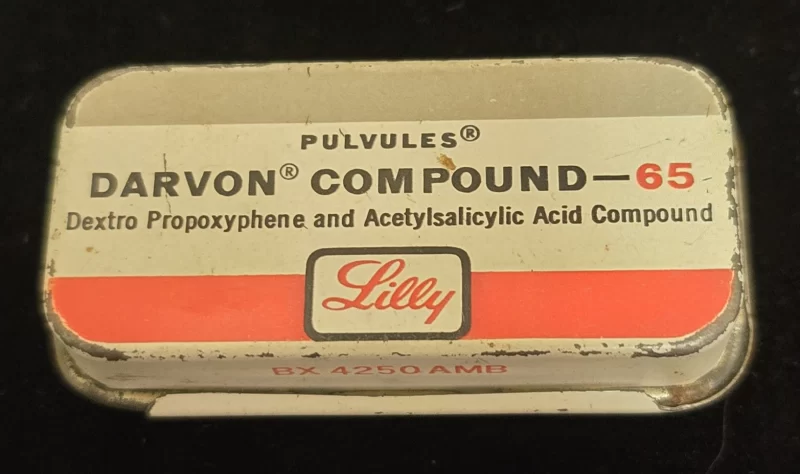 PULVULES®
DARVON® COMPOUND—65
Dextro Propoxyphene and Acetylsalicylic Acid Compound
Lilly
BX 4250 AMB